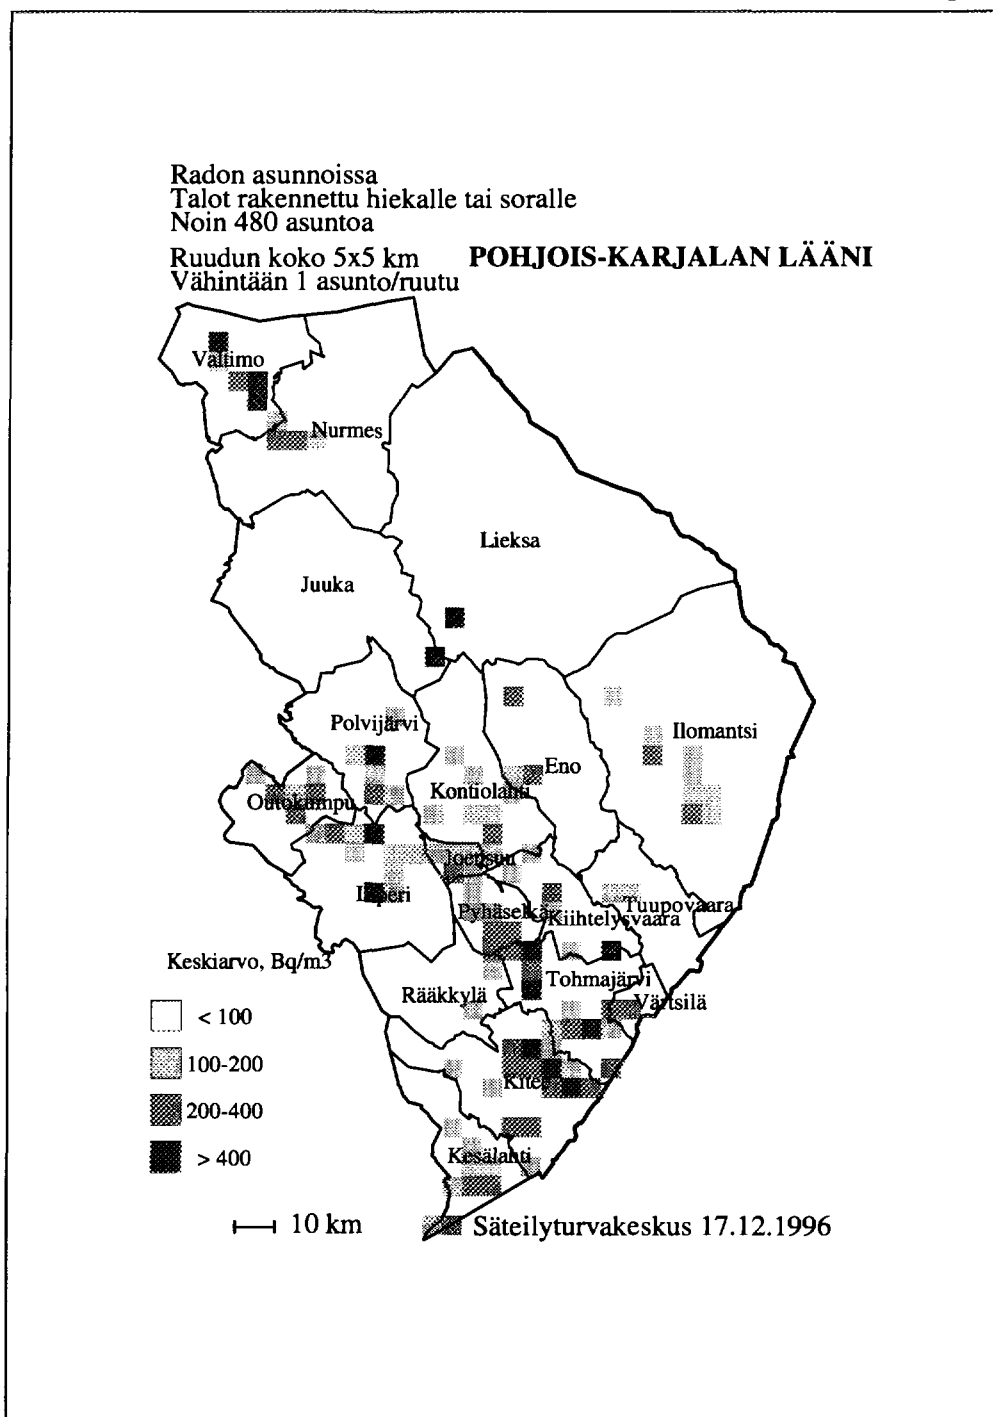 Radon asunnoissa
Talot rakennettu hiekalle tai soralle
Noin 480 asuntoa
Ruudun koko 5x5 km
POHJOIS-KARJALAN LÄÄNI
Vähintään 1 asunto/ruutu
Valtimo
Nurmes
Lieksa
Juuka
Polvijärvi
Ilomantsi
Eno
Kontiolahti
Outokumpu
Joensuu
Liperi
Pyhäselkä
Tuupovaara
Kiihtelysvaara
Keskiarvo, Bq/m3
Tohmajärvi
Rääkkylä
Värtsilä
< 100
100-200
Kitee
200-400
Kesälahti
> 400
10 km
Säteilyturvakeskus 17.12.1996